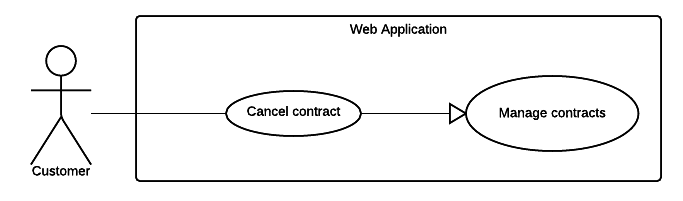 Web Application
Cancel contract
Manage contracts
Customer